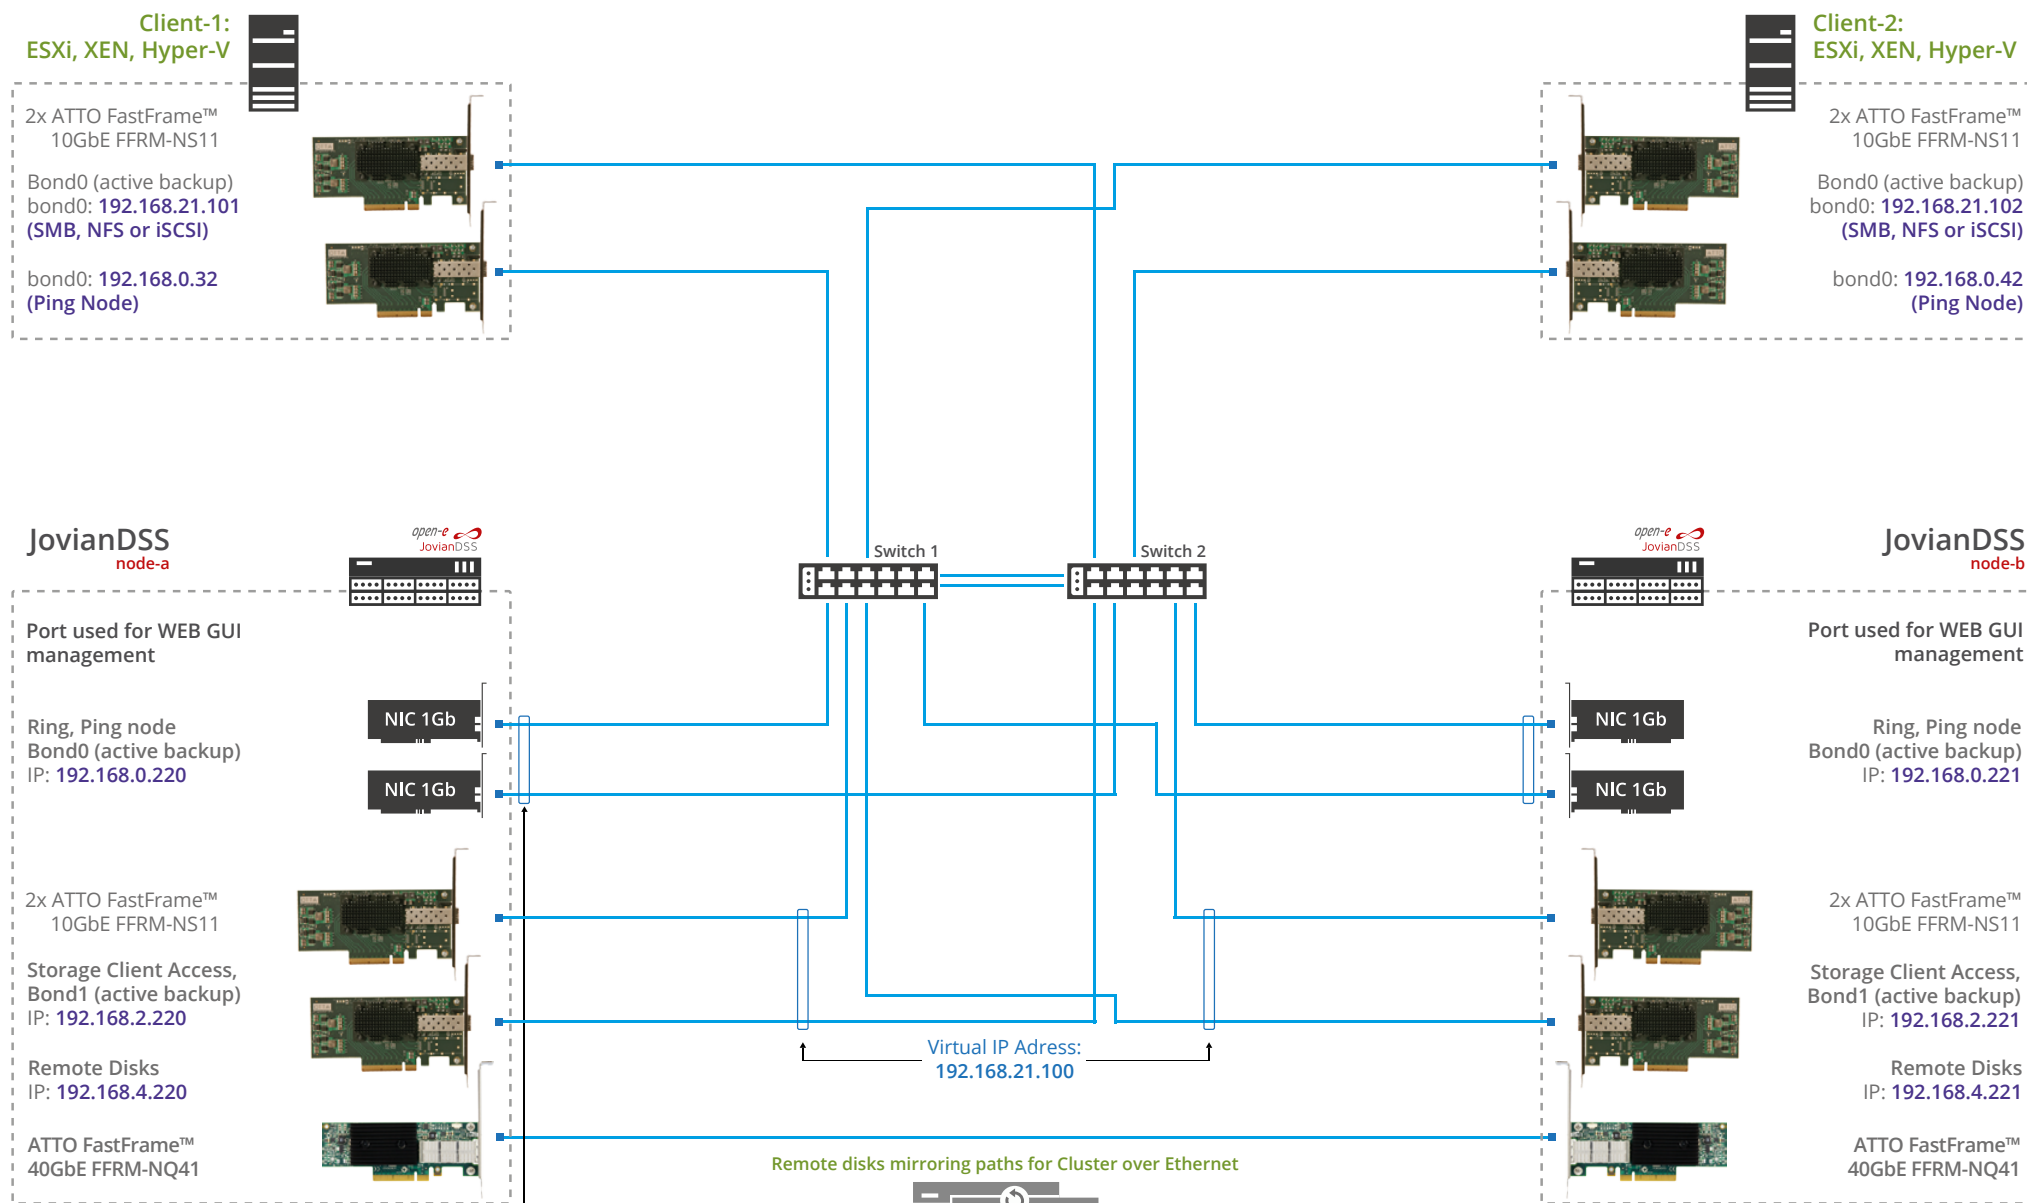 Client-1:
ESXi, XEN, Hyper-V
2x ATTO FastFrame™
10GbE FFRM-NS11
Bond0 (active backup)
bond0: 192.168.21.101
(SMB, NFS or iSCSI)
bond0: 192.168.0.32
(Ping Node)
Client-2:
ESXi, XEN, Hyper-V
2x ATTO FastFrame™
10GbE FFRM-NS11
Bond0 (active backup)
bond0: 192.168.21.102
(SMB, NFS or iSCSI)
bond0: 192.168.0.42
(Ping Node)
Switch 1
Switch 2
JovianDSS
node-a
open-e
JovianDSS
Port used for WEB GUI
management
Ring, Ping node
Bond0 (active backup)
IP: 192.168.0.220
NIC 1Gb
NIC 1Gb
2x ATTO FastFrame™
10GbE FFRM-NS11
Storage Client Access,
Bond1 (active backup)
IP: 192.168.2.220
Remote Disks
IP: 192.168.4.220
ATTO FastFrame™
40GbE FFRM-NQ41
Virtual IP Adress:
192.168.21.100
Remote disks mirroring paths for Cluster over Ethernet
open-e
JovianDSS
JovianDSS
node-b
Port used for WEB GUI
management
NIC 1Gb
NIC 1Gb
Ring, Ping node
Bond0 (active backup)
IP: 192.168.0.221
2x ATTO FastFrame™
10GbE FFRM-NS11
Storage Client Access,
Bond1 (active backup)
IP: 192.168.2.221
Remote Disks
IP: 192.168.4.221
ATTO FastFrame™
40GbE FFRM-NQ41